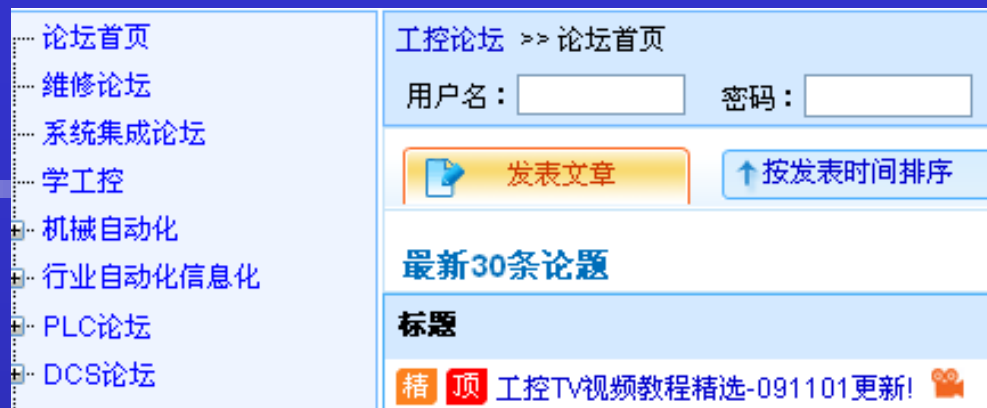 论坛首页
维修论坛
系统集成论坛
学工控
机械自动化
行业自动化信息化
PLC论坛
DCS论坛
工控论坛 >> 论坛首页
用户名： 密码：
发表文章 按发表时间排序
最新30条论题
标题
精 顶 工控TV视频教程精选-091101更新!